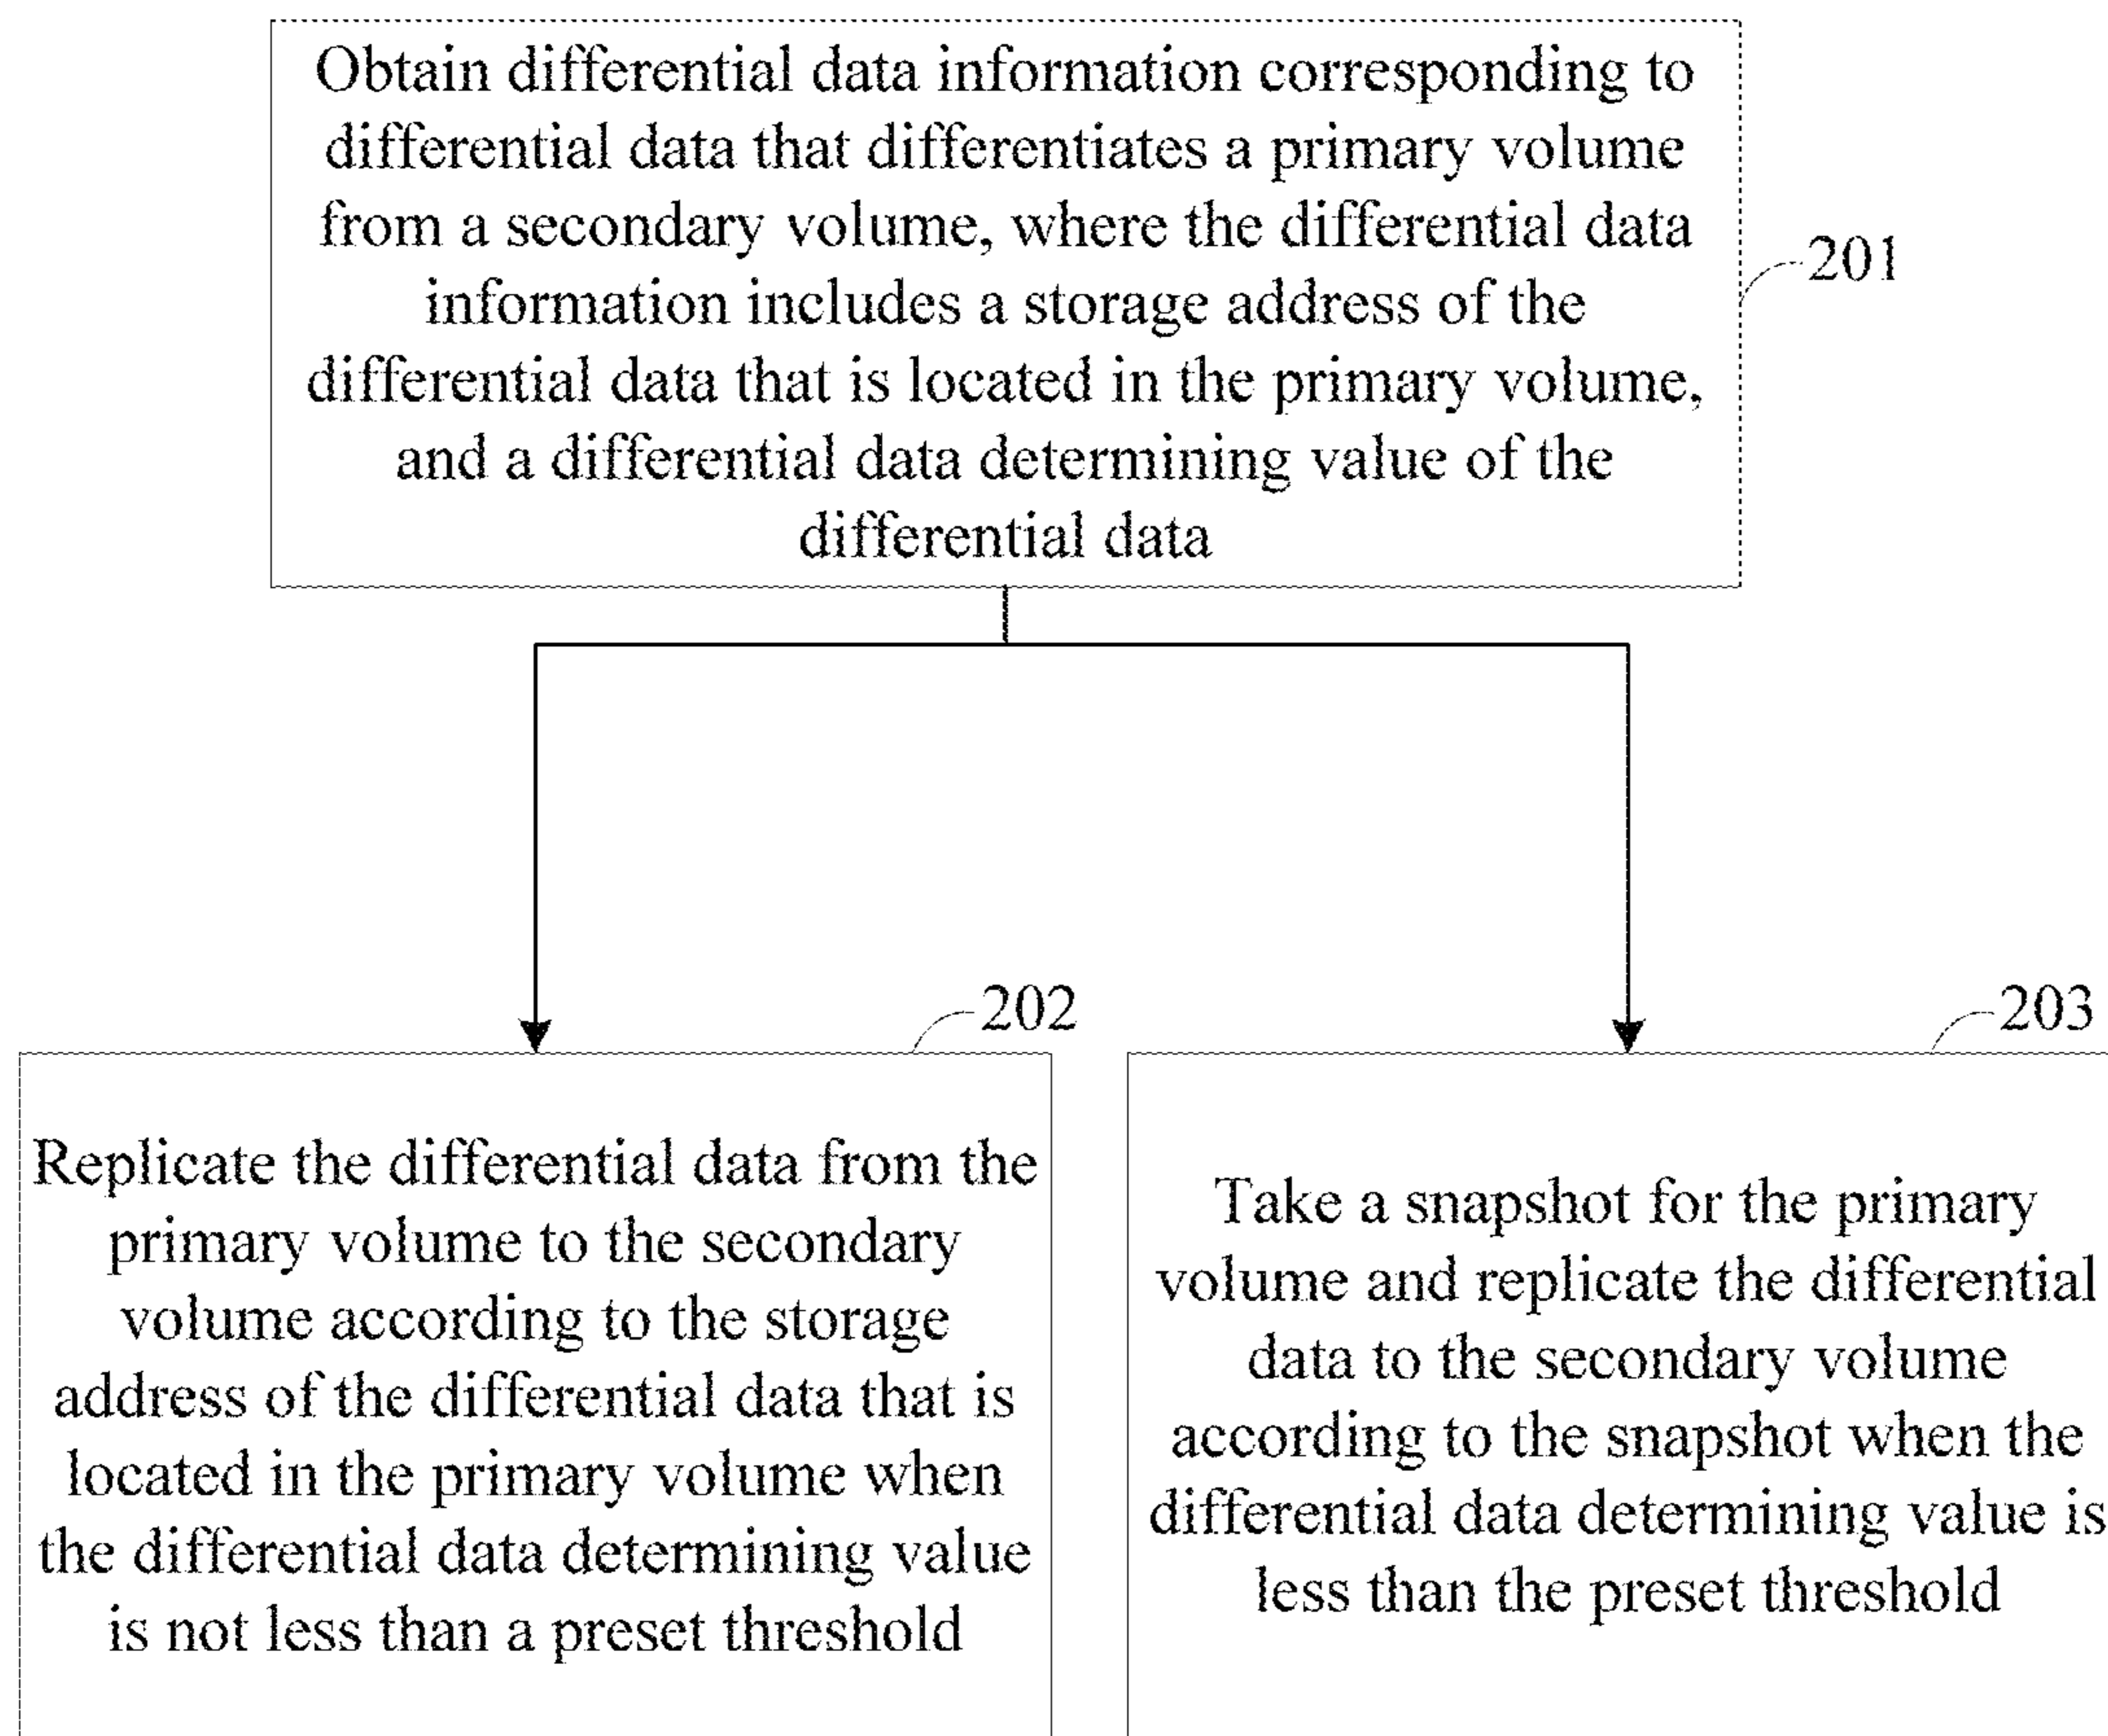 Obtain differential data information corresponding to
differential data that differentiates a primary volume
from a secondary volume, where the differential data
information includes a storage address of the
differential data that is located in the primary volume,
and a differential data determining value of the
differential data
201
202
Replicate the differential data from the
primary volume to the secondary
volume according to the storage
address of the differential data that is
located in the primary volume when
the differential data determining value
is not less than a preset threshold
203
Take a snapshot for the primary
volume and replicate the differential
data to the secondary volume
according to the snapshot when the
differential data determining value is
less than the preset threshold